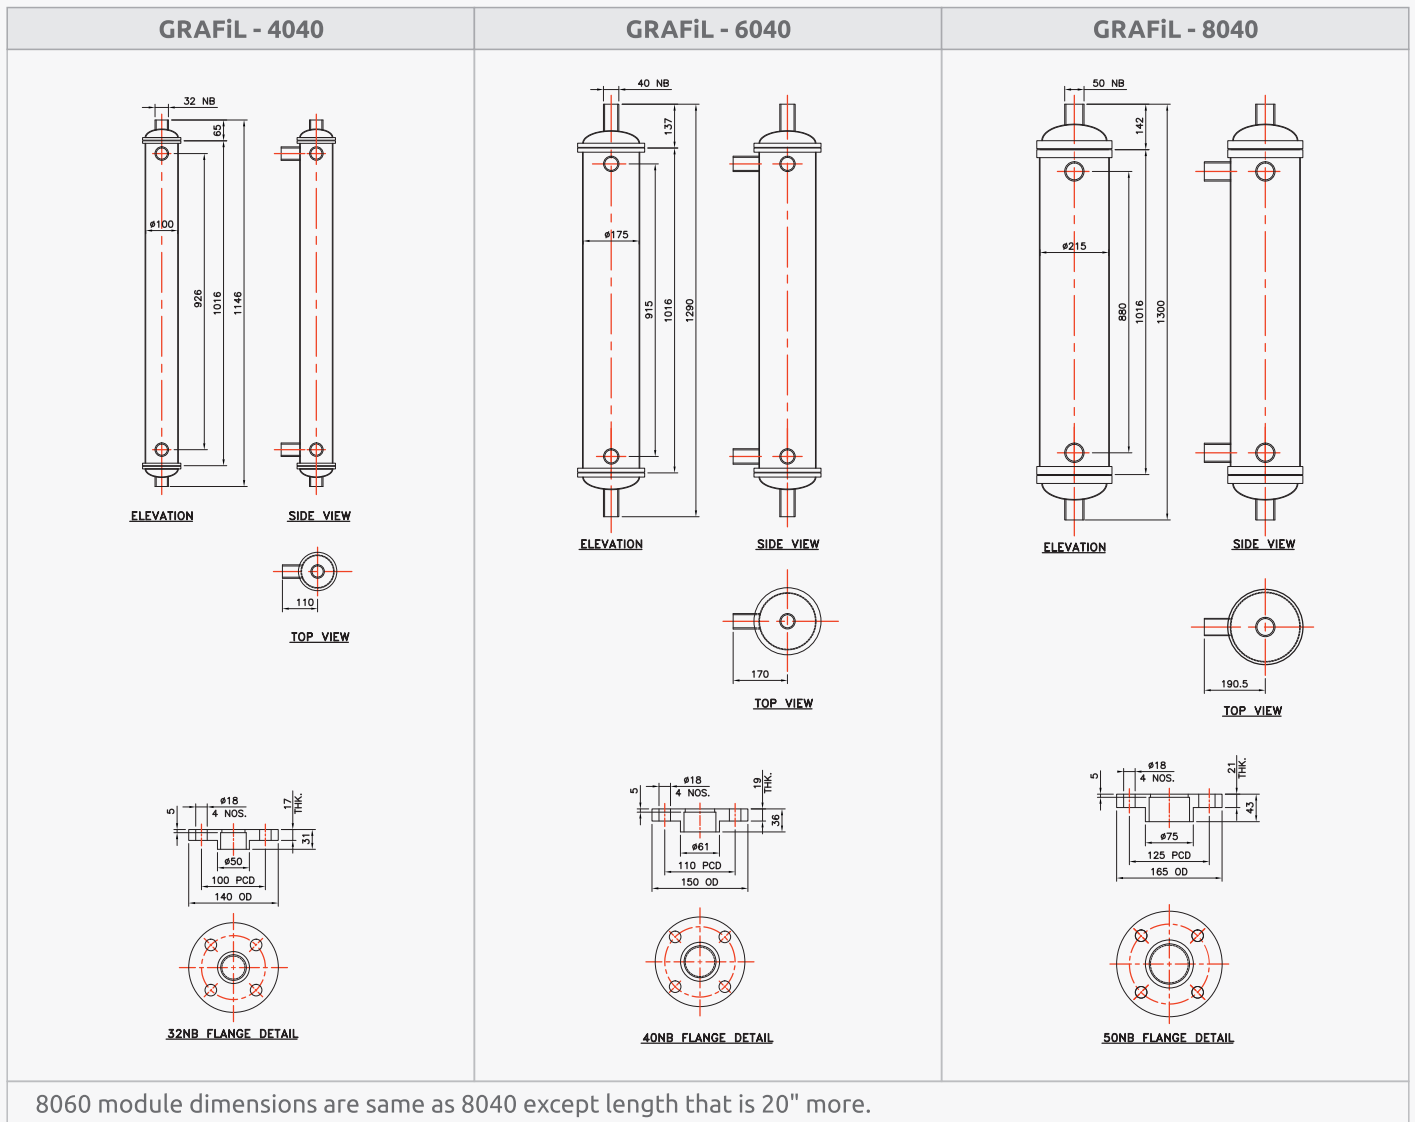 GRAFiL - 4040
GRAFiL - 6040
GRAFiL - 8040
32 NB
65
ø100
926
1016
1146
ELEVATION
SIDE VIEW
110
TOP VIEW
ø18
4 NOS.
5
17
THK.
31
ø50
100 PCD
140 OD
32NB FLANGE DETAIL
40 NB
137
ø175
915
1016
1290
ELEVATION
SIDE VIEW
170
TOP VIEW
ø18
4 NOS.
5
19
THK.
36
ø61
110 PCD
150 OD
40NB FLANGE DETAIL
50 NB
142
ø215
880
1016
1300
ELEVATION
SIDE VIEW
190.5
TOP VIEW
ø18
4 NOS.
5
21
THK.
43
ø75
125 PCD
165 OD
50NB FLANGE DETAIL
8060 module dimensions are same as 8040 except length that is 20" more.